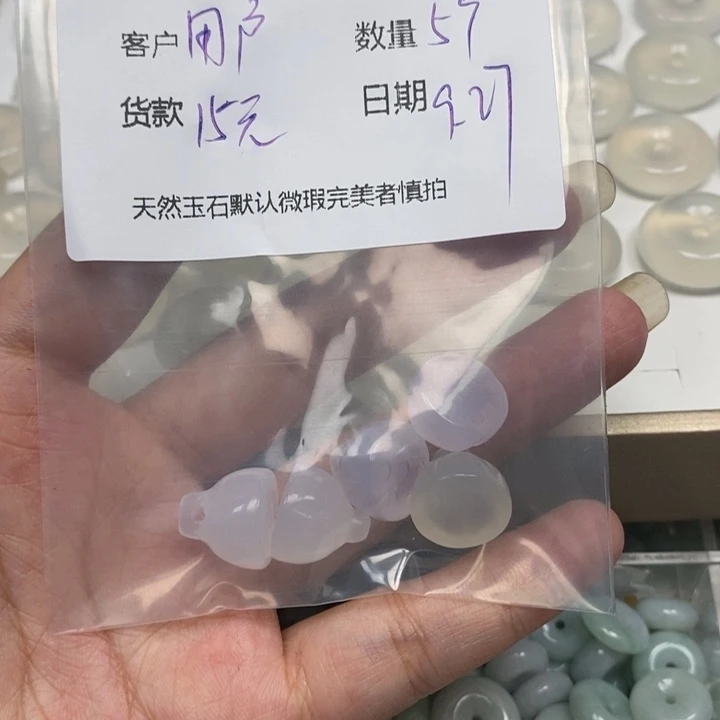 客户 用户 数量 5
货款 15元 日期 9.27
天然玉石默认微瑕完美者慎拍